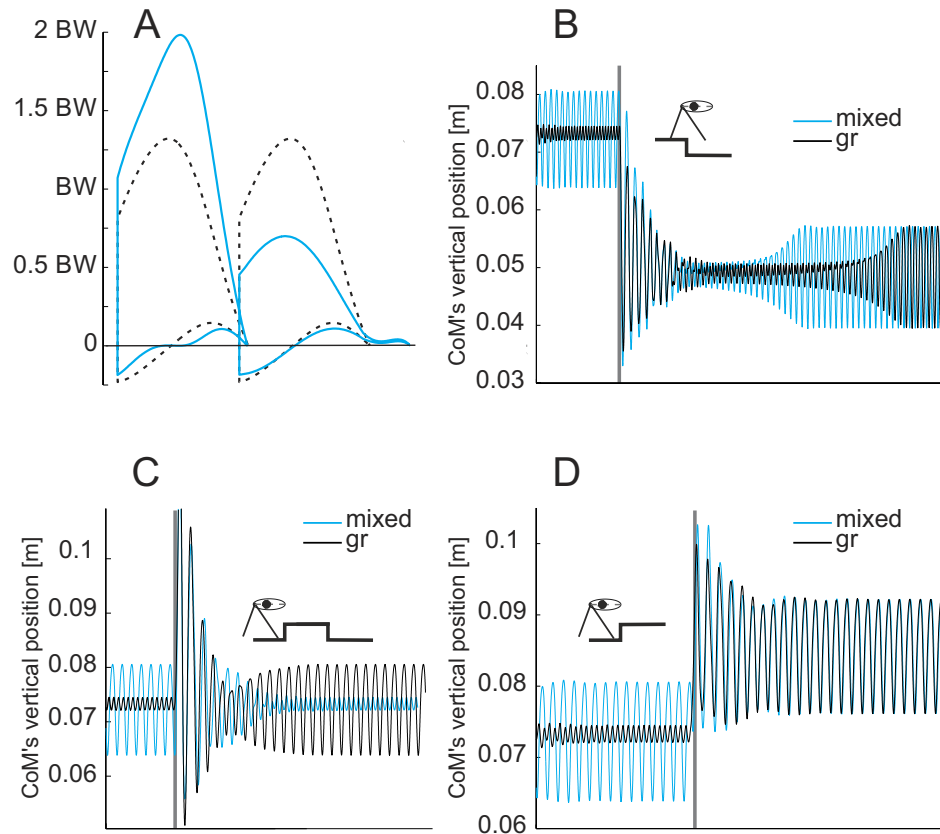 A
2 BW
1.5 BW
BW
0.5 BW
0
B
CoM's vertical position [m]
0.08
0.07
0.06
0.05
0.04
0.03
mixed
gr
C
CoM's vertical position [m]
0.1
0.09
0.08
0.07
0.06
mixed
gr
D
CoM's vertical position [m]
0.1
0.09
0.08
0.07
0.06
mixed
gr